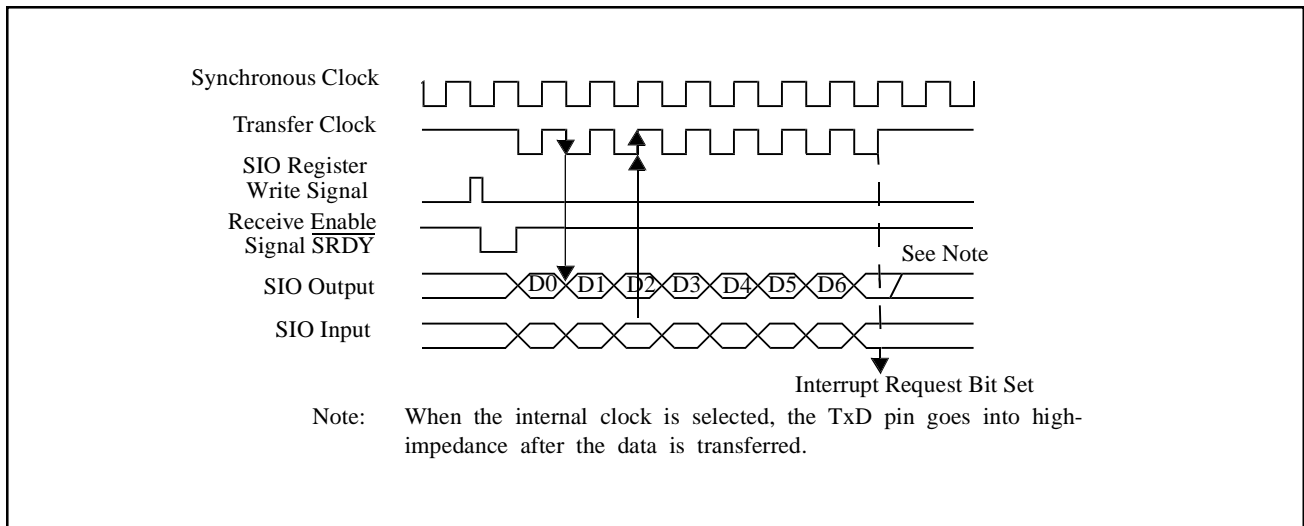 Synchronous Clock
Transfer Clock
SIO Register
Write Signal
Receive Enable
Signal SRDY
See Note
SIO Output
D0 D1 D2 D3 D4 D5 D6
SIO Input
Interrupt Request Bit Set
Note: When the internal clock is selected, the TxD pin goes into high-
impedance after the data is transferred.